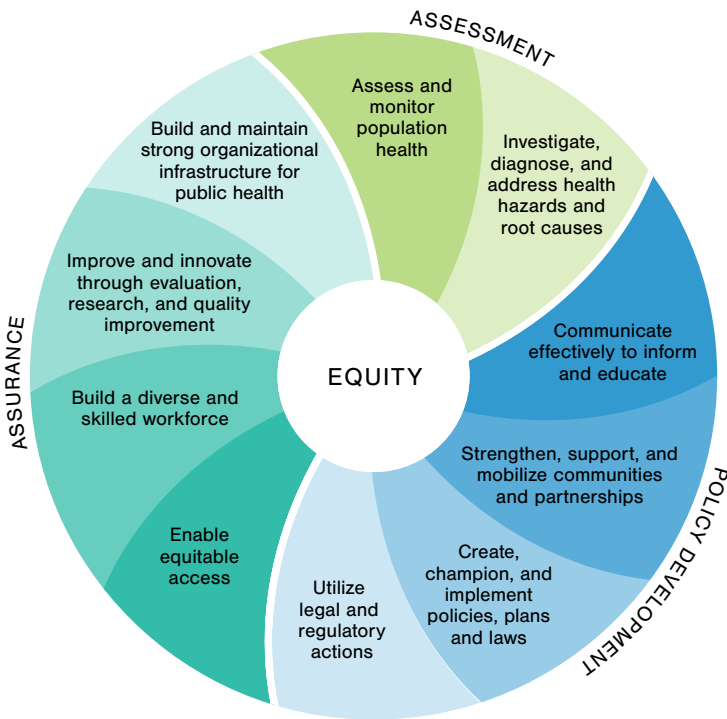 ASSESSMENT
Assess and
monitor
population
health
Investigate,
diagnose, and
address health
hazards and
root causes
POLICY DEVELOPMENT
Communicate
effectively to inform
and educate
Strengthen, support, and
mobilize communities
and partnerships
Create,
champion, and
implement
policies, plans
and laws
Utilize
legal and
regulatory
actions
ASSURANCE
Enable
equitable
access
Build a diverse and
skilled workforce
Improve and innovate
through evaluation,
research, and quality
improvement
Build and maintain
strong organizational
infrastructure for
public health
EQUITY